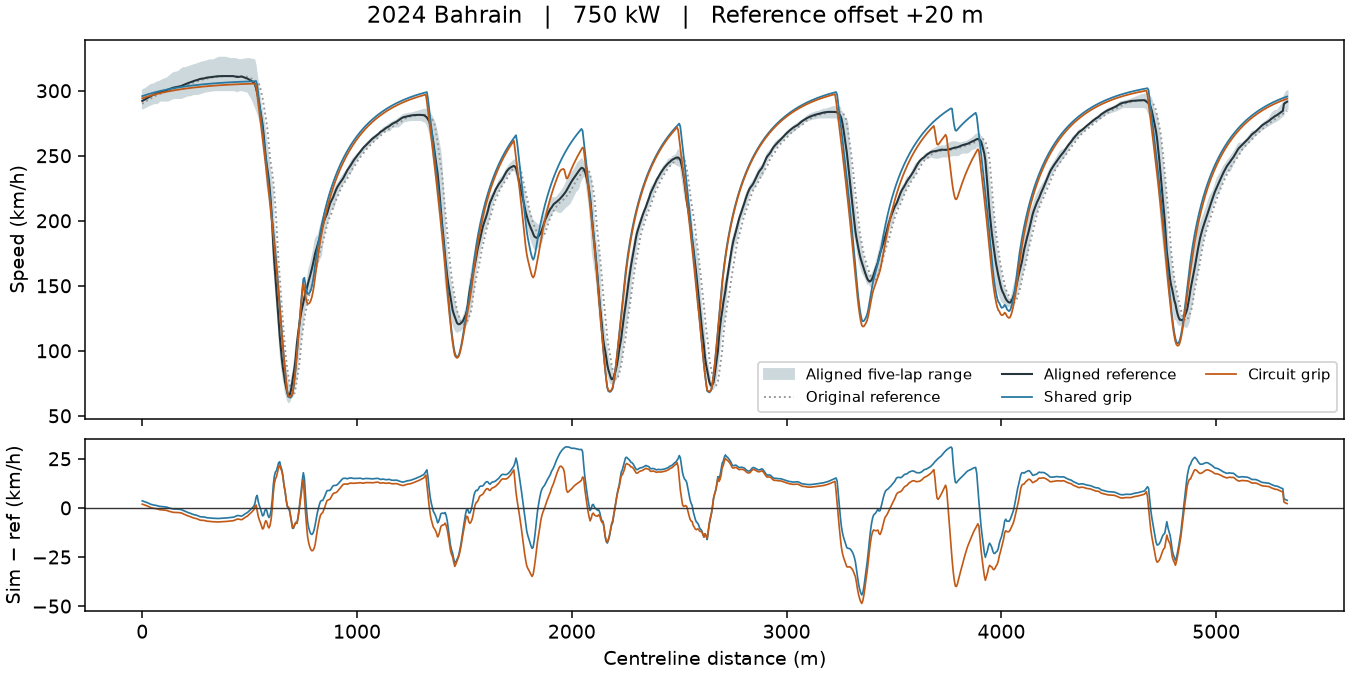 2024 Bahrain | 750 kW | Reference offset +20 m
Speed (km/h)
300
250
200
150
100
50
Aligned five-lap range
Original reference
Aligned reference
Shared grip
Circuit grip
Sim − ref (km/h)
25
0
−25
−50
0
1000
2000
3000
4000
5000
Centreline distance (m)